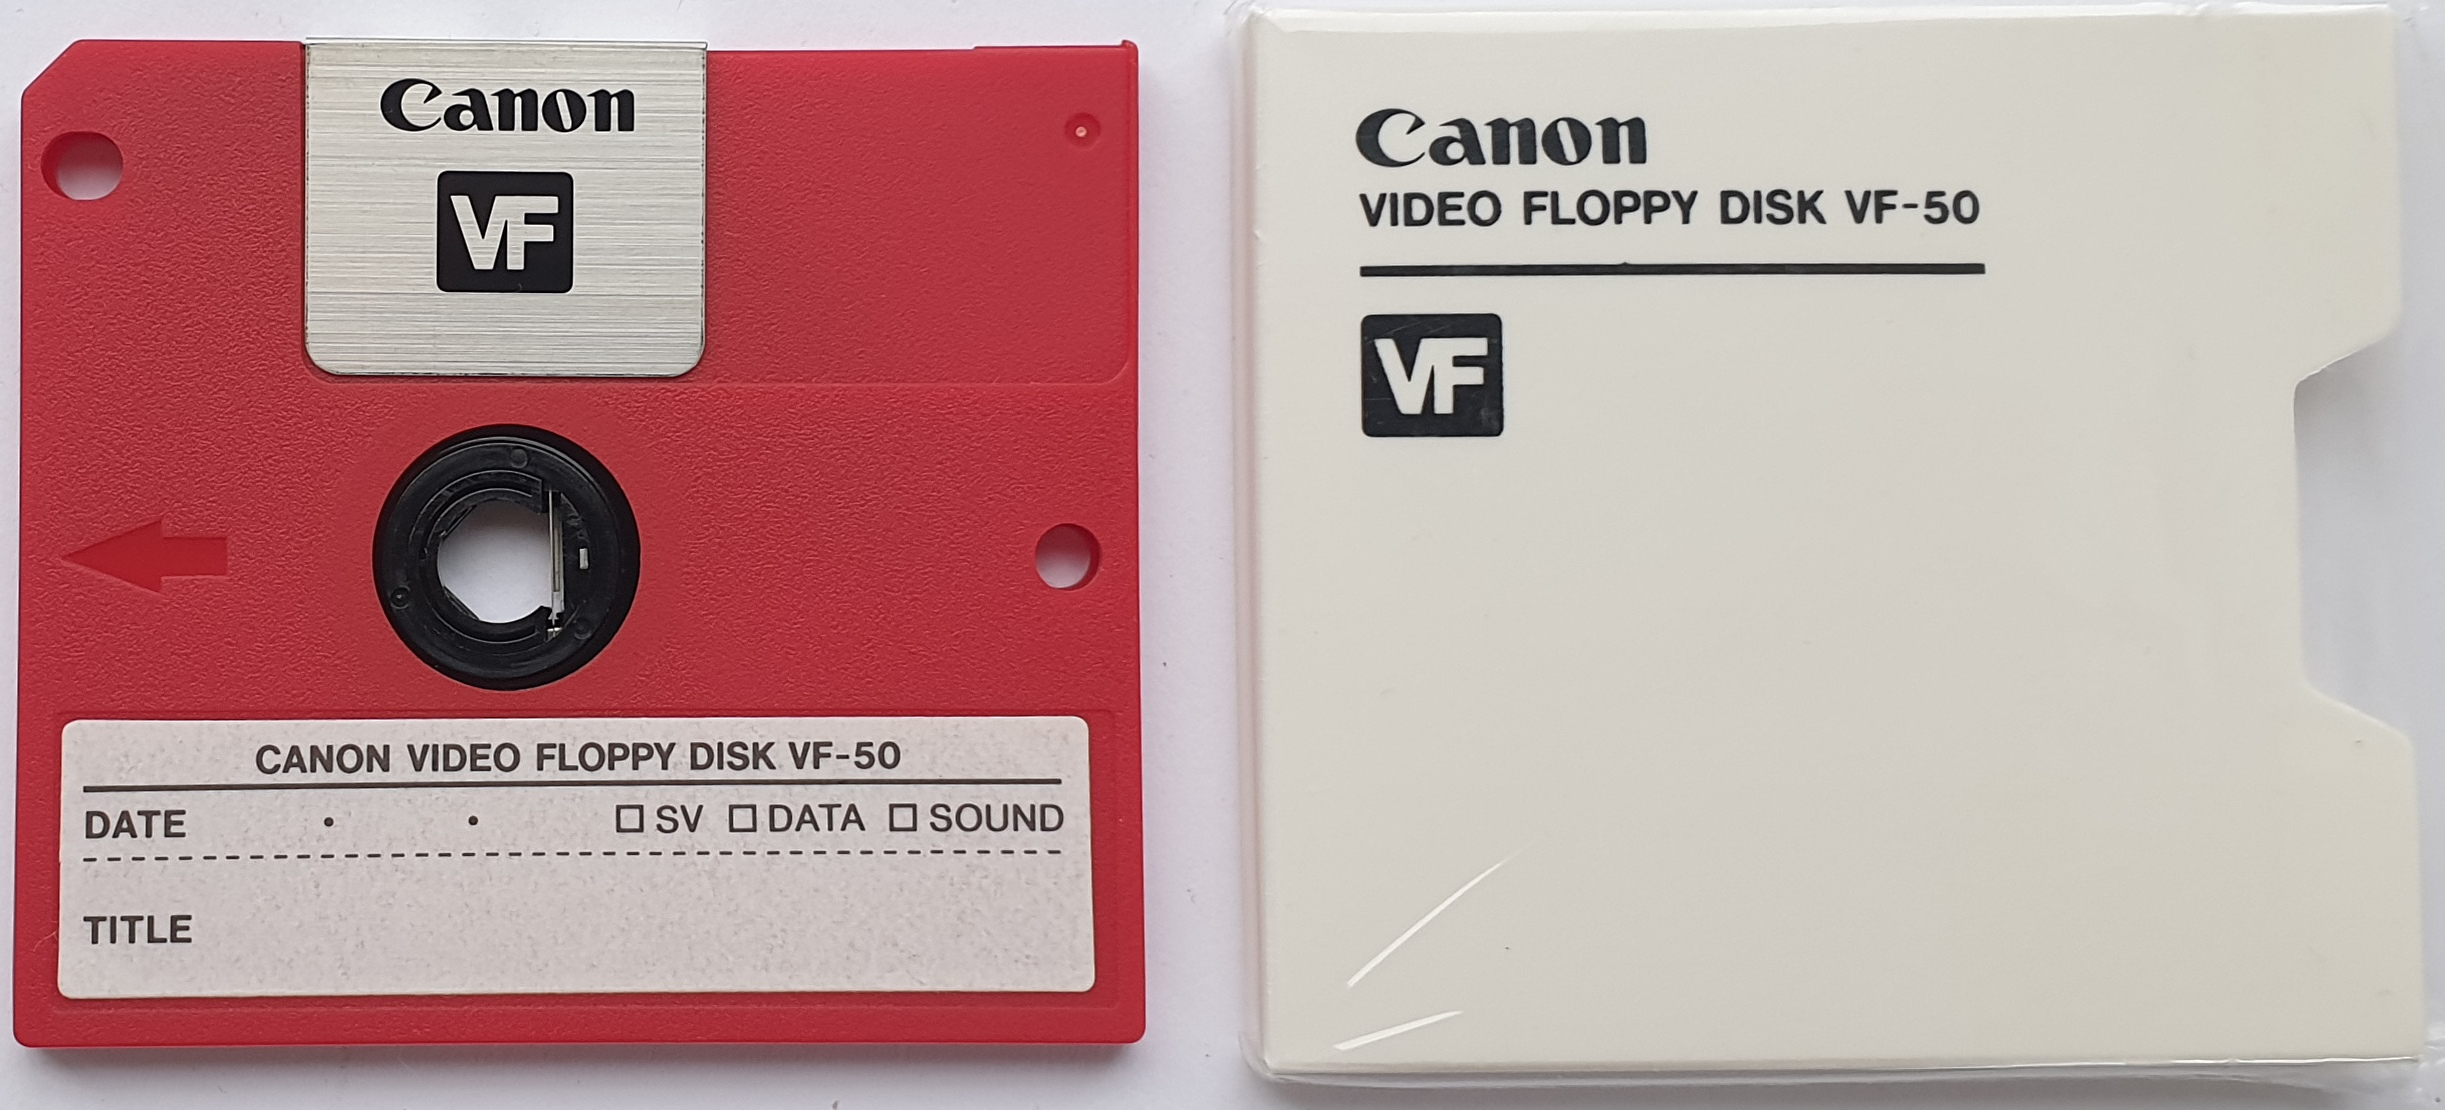 Canon
VF
CANON VIDEO FLOPPY DISK VF-50
DATE . . □ SV □ DATA □ SOUND
TITLE
Canon
VIDEO FLOPPY DISK VF-50
VF